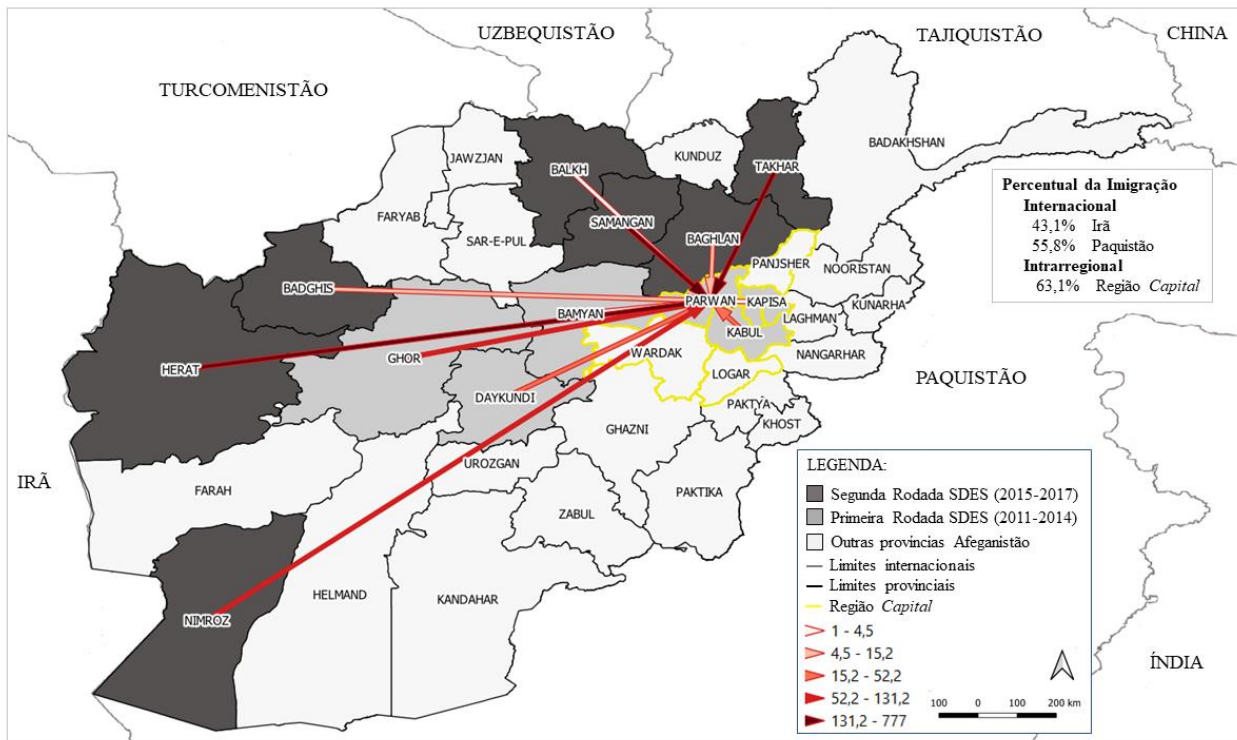 UZBEQUISTÃO
TAJIQUISTÃO
CHINA
TURCOMENISTÃO
BADAKHSHAN
JAWZJAN
KUNDUZ
BALKH
TAKHAR
FARYAB
SAMANGAN
SAR-E-PUL
BAGHLAN
PANJSHER
NOORISTAN
BADGHIS
BAMYAN
PARWAN
KAPISA
KUNARHA
LAGHMAN
KABUL
HERAT
GHOR
WARDAK
NANGARHAR
LOGAR
DAYKUNDI
PAKTYA
KHOST
GHAZNI
PAQUISTÃO
UROZGAN
IRÃ
FARAH
ZABUL
PAKTIKA
HELMAND
KANDAHAR
NIMROZ
ÍNDIA
Percentual da Imigração
Internacional
43,1% Irã
55,8% Paquistão
Intrarregional
63,1% Região Capital
LEGENDA:
Segunda Rodada SDES (2015-2017)
Primeira Rodada SDES (2011-2014)
Outras provincias Afeganistão
Limites internacionais
Limites provinciais
Região Capital
1 - 4,5
4,5 - 15,2
15,2 - 52,2
52,2 - 131,2
131,2 - 777
100 0 100 200 km